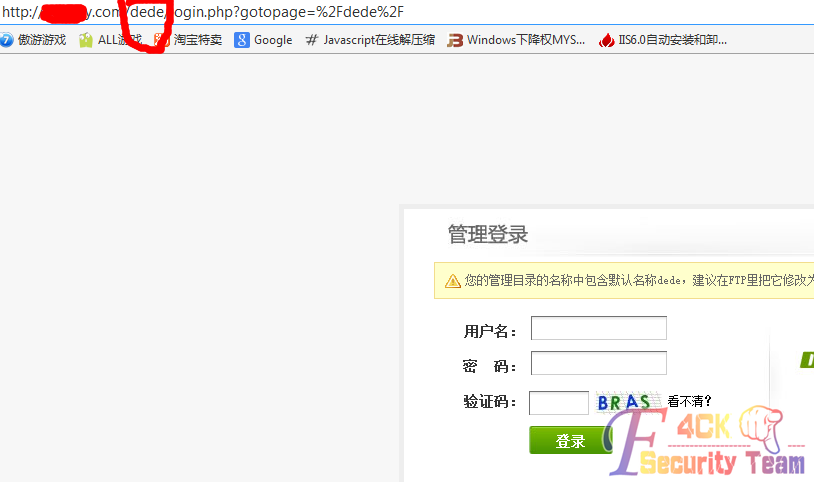 http://y.com/dede/login.php?gotopage=%2Fdede%2F
傲游游戏 ALL游戏 淘宝特卖 Google Javascript在线解压缩 Windows下降权MYS... IIS6.0自动安装和卸...
管理登录
您的管理目录的名称中包含默认名称dede，建议在FTP里把它修改为
用户名：
密 码：
验证码： BRAS 看不清？
登录
F4CK
Security Team